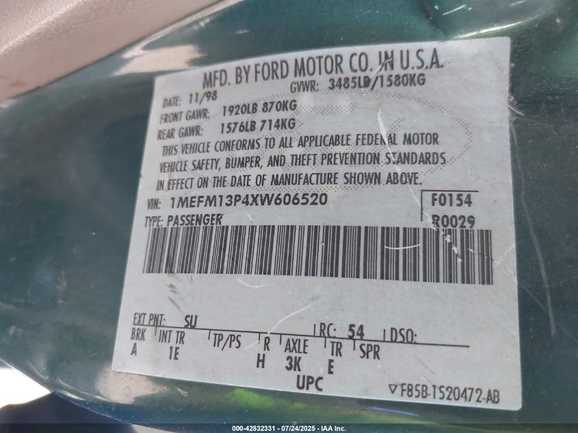 MFD. BY FORD MOTOR CO. IN U.S.A.
DATE: 11/98 GVWR: 3485LB/1580KG
FRONT GAWR: 1920LB 870KG
REAR GAWR: 1576LB 714KG
THIS VEHICLE CONFORMS TO ALL APPLICABLE FEDERAL MOTOR
VEHICLE SAFETY, BUMPER, AND THEFT PREVENTION STANDARDS
IN EFFECT ON THE DATE OF MANUFACTURE SHOWN ABOVE.
VIN: 1MEFM13P4XW606520 F0154
TYPE: PASSENGER R0029
EXT PNT: SU RC: 54 DSO:
BRK INT TR TP/PS R AXLE TR SPR
A 1E H 3K E
UPC F85B-1S20472-AB
000-42832331 - 07/24/2025 - IAA Inc.